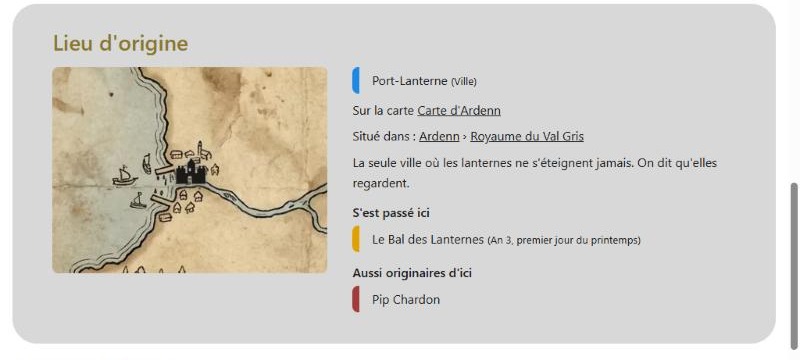 Lieu d'origine
Port-Lanterne (Ville)
Sur la carte Carte d'Ardenn
Situé dans : Ardenn › Royaume du Val Gris
La seule ville où les lanternes ne s'éteignent jamais. On dit qu'elles
regardent.
S'est passé ici
Le Bal des Lanternes (An 3, premier jour du printemps)
Aussi originaires d'ici
Pip Chardon